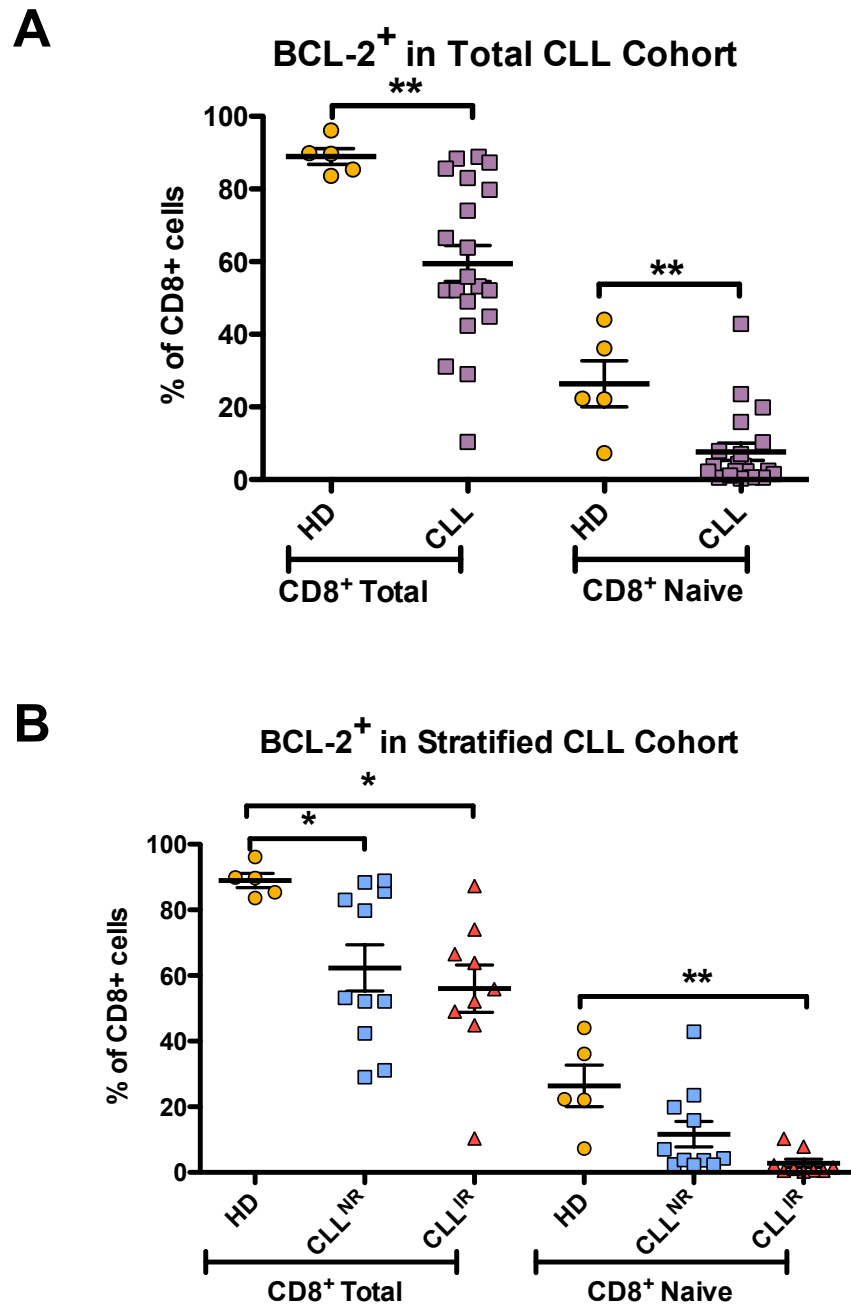 A
BCL-2+ in Total CLL Cohort
**
**
% of CD8+ cells
100
80
60
40
20
0
HD
CLL
HD
CLL
CD8+ Total
CD8+ Naive
B
BCL-2+ in Stratified CLL Cohort
*
*
**
% of CD8+ cells
100
80
60
40
20
0
HD
CLL^NR
CLL^IR
HD
CLL^NR
CLL^IR
CD8+ Total
CD8+ Naive